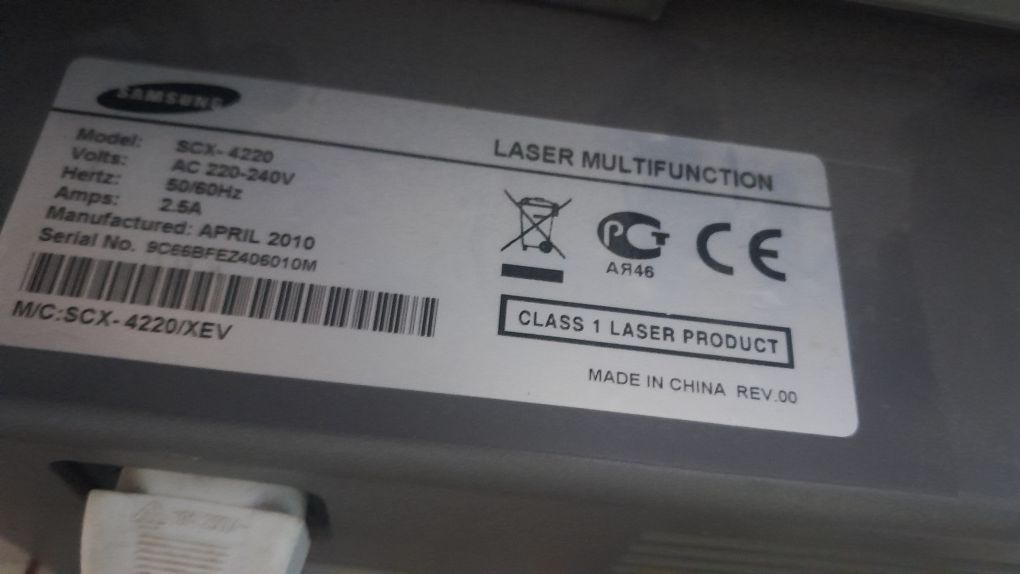 SAMSUNG
LASER MULTIFUNCTION
Model: SCX- 4220
Volts: AC 220-240V
Hertz: 50/60Hz
Amps: 2.5A
Manufactured: APRIL 2010
Serial No. 9C66BFEZ406010M
M/C:SCX- 4220/XEV
РСТ
АЯ46
CE
CLASS 1 LASER PRODUCT
MADE IN CHINA REV.00